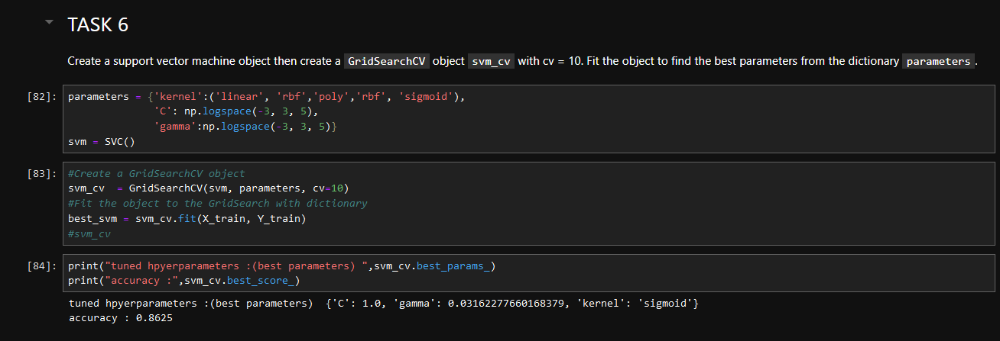 TASK 6
Create a support vector machine object then create a GridSearchCV object svm_cv with cv = 10. Fit the object to find the best parameters from the dictionary parameters.
[82]: parameters = {'kernel':('linear', 'rbf','poly','rbf', 'sigmoid'),
'C': np.logspace(-3, 3, 5),
'gamma':np.logspace(-3, 3, 5)}
svm = SVC()
[83]: #Create a GridSearchCV object
svm_cv  = GridSearchCV(svm, parameters, cv=10)
#Fit the object to the GridSearch with dictionary
best_svm = svm_cv.fit(X_train, Y_train)
#svm_cv
[84]: print("tuned hpyerparameters :(best parameters) ",svm_cv.best_params_)
print("accuracy :",svm_cv.best_score_)
tuned hpyerparameters :(best parameters)  {'C': 1.0, 'gamma': 0.03162277660168379, 'kernel': 'sigmoid'}
accuracy : 0.8625